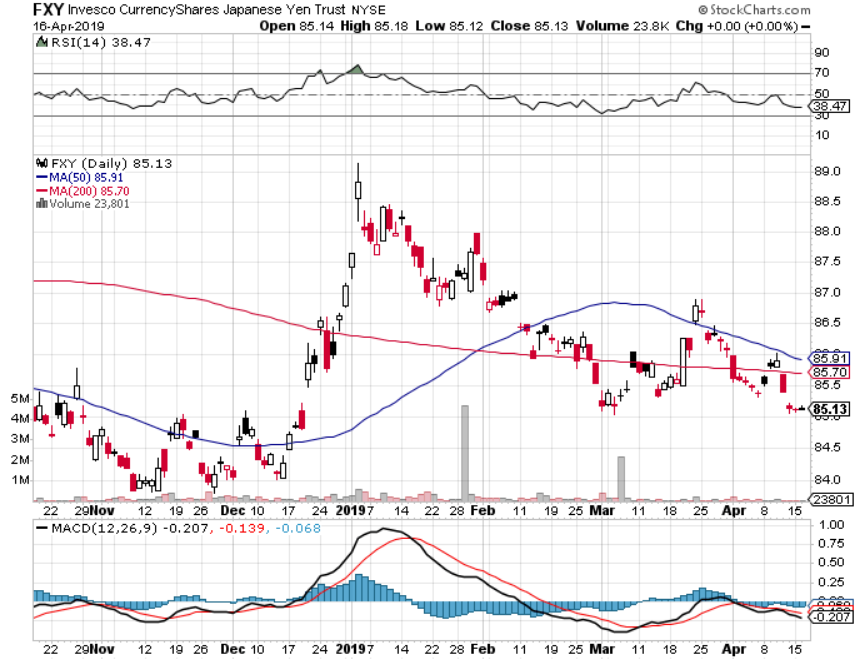 FXY Invesco CurrencyShares Japanese Yen Trust NYSE © StockCharts.com
16-Apr-2019 Open 85.14 High 85.18 Low 85.12 Close 85.13 Volume 23.8K Chg +0.00 (+0.00%)
RSI(14) 38.47
90
70
50
38.47
30
10
FXY (Daily) 85.13
MA(50) 85.91
MA(200) 85.70
Volume 23,801
89.0
88.5
88.0
87.5
87.0
86.5
85.91
85.70
85.5
85.13
84.5
84.0
5M
4M
3M
2M
1M
23801
22 29 Nov 12 19 26 Dec 10 17 24 2019 7 14 22 28 Feb 11 19 25 Mar 11 18 25 Apr 8 15
MACD(12,26,9) -0.207, -0.139, -0.068
1.00
0.75
0.50
0.25
-0.207
22 29 Nov 12 19 26 Dec 10 17 24 2019 7 14 22 28 Feb 11 19 25 Mar 11 18 25 Apr 8 15